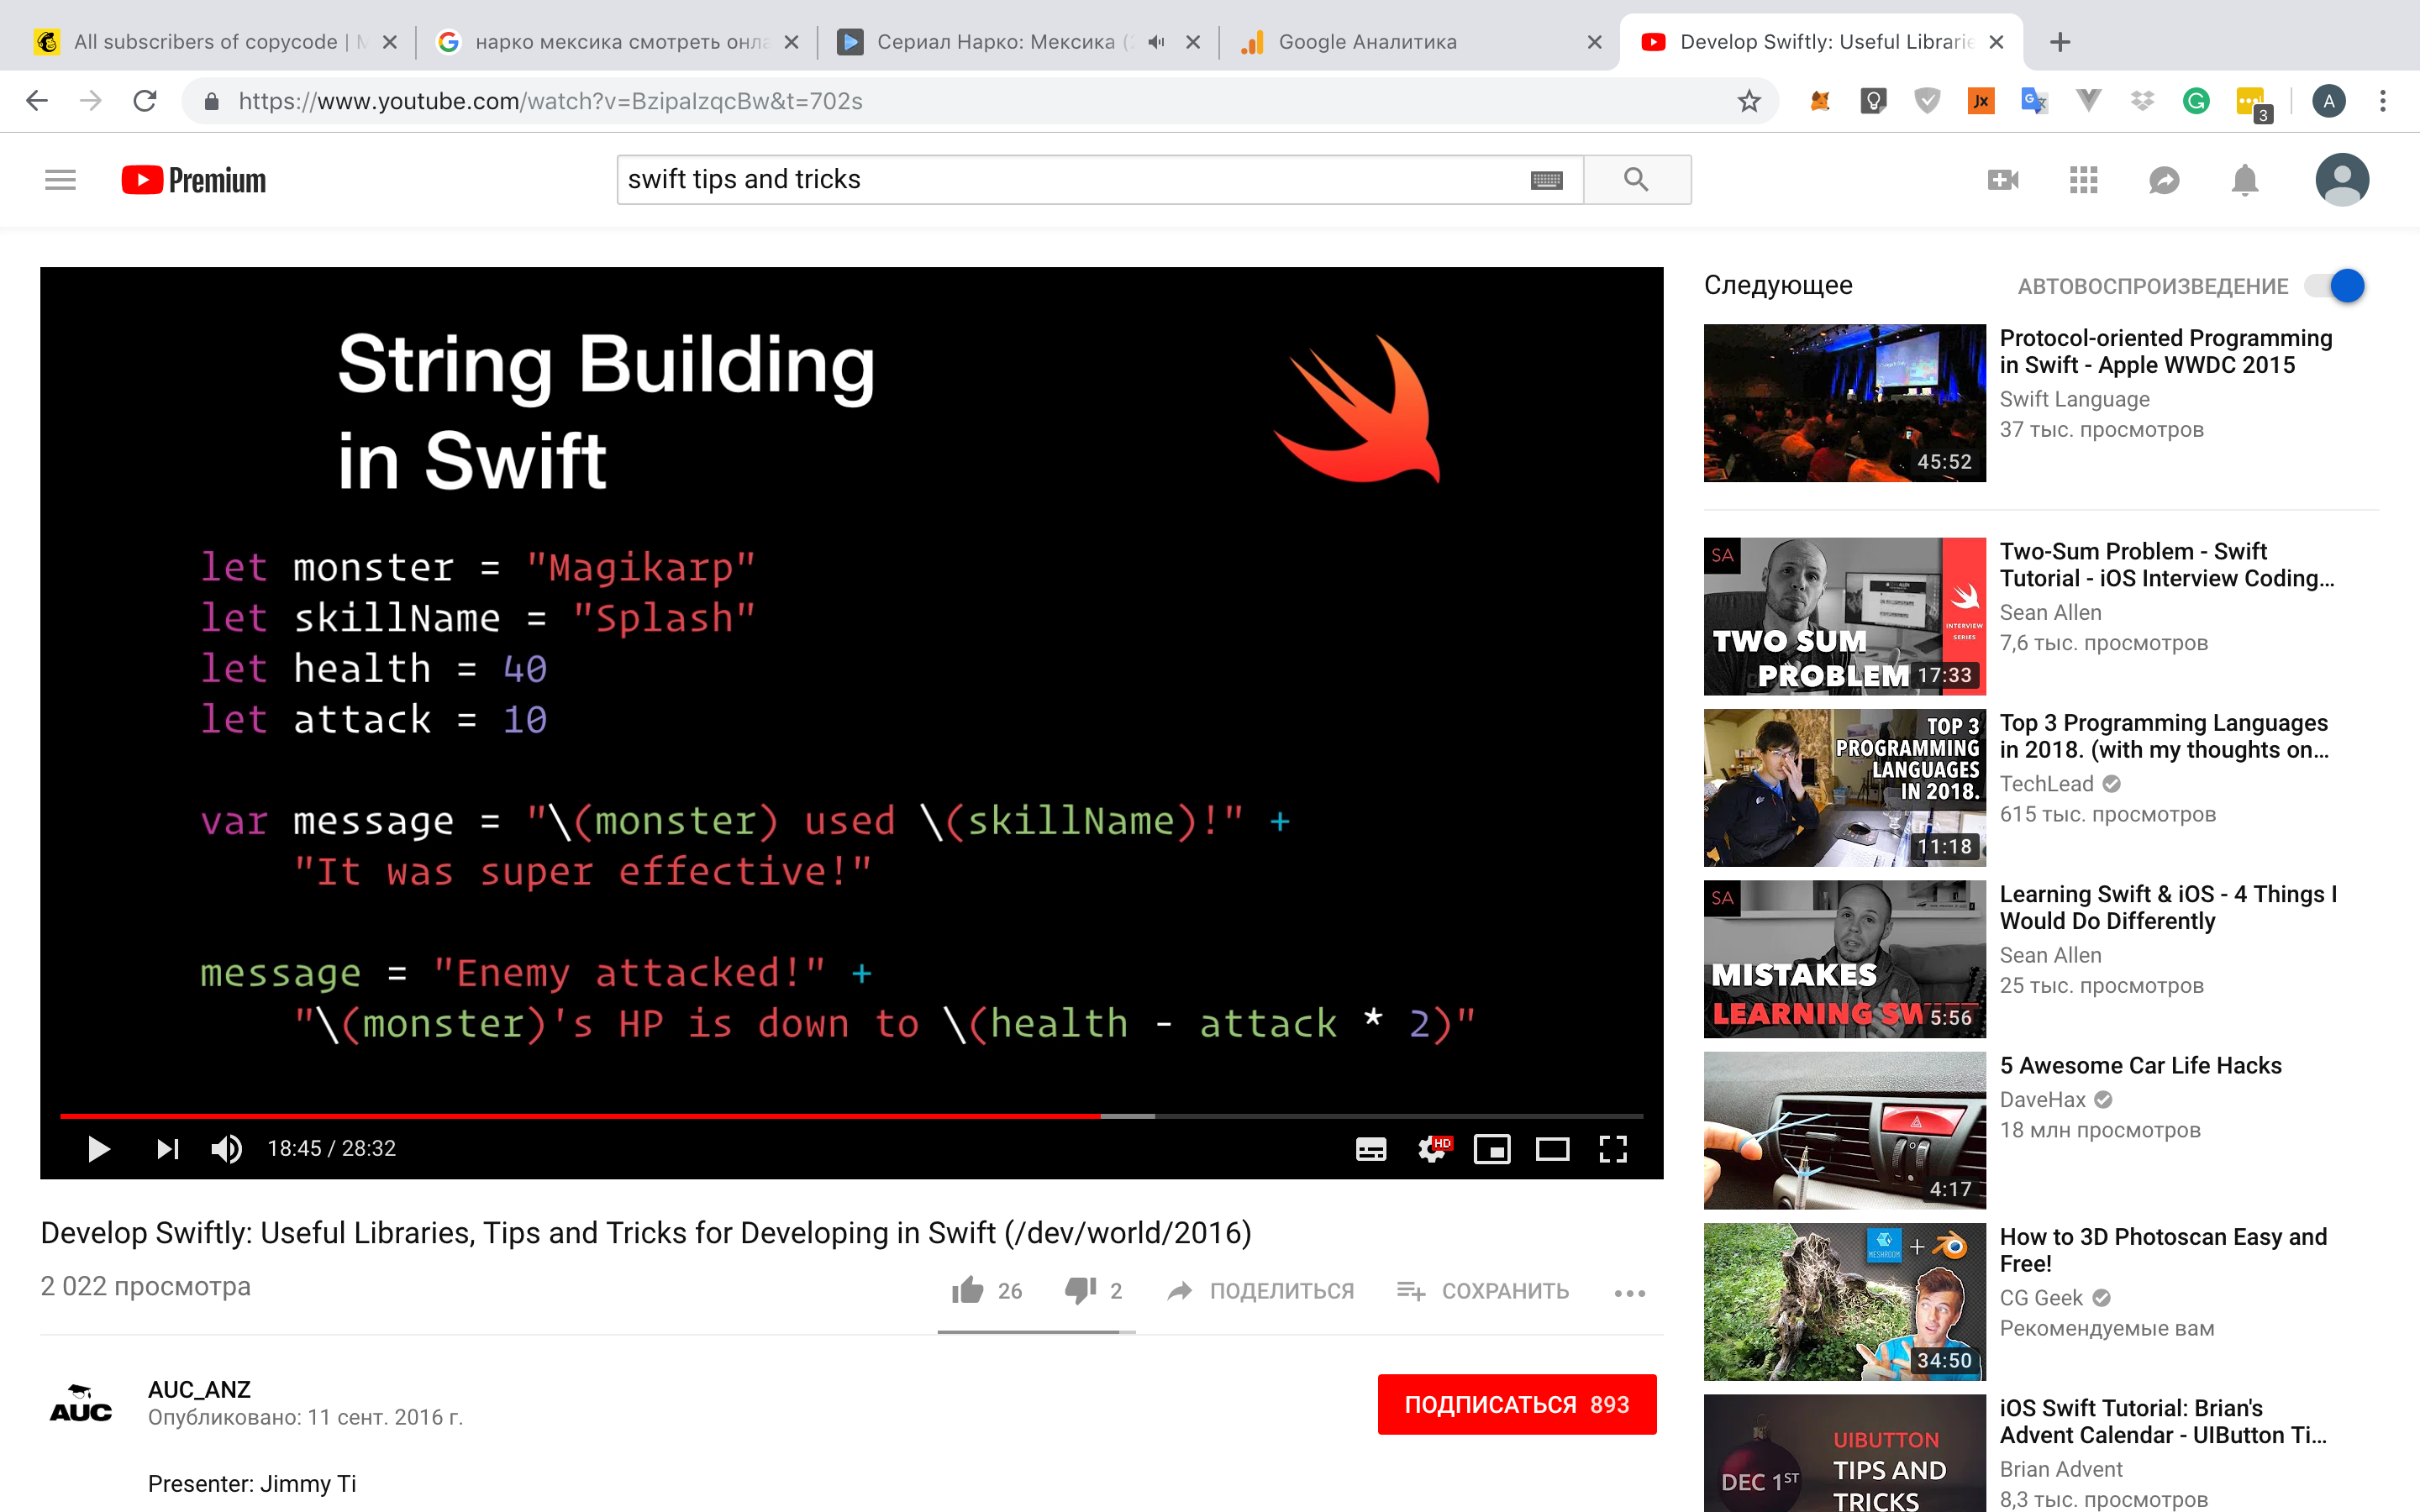 All subscribers of copycode | M
нарко мексика смотреть онла
Сериал Нарко: Мексика (
Google Аналитика
Develop Swiftly: Useful Librarie
https://www.youtube.com/watch?v=BzipaIzqcBw&t=702s
Jx
3
A
Premium
swift tips and tricks
String Building
in Swift
let monster = "Magikarp"
let skillName = "Splash"
let health = 40
let attack = 10
var message = "\(monster) used \(skillName)!" +
"It was super effective!"
message = "Enemy attacked!" +
"\(monster)'s HP is down to \(health - attack * 2)"
18:45 / 28:32
HD
Develop Swiftly: Useful Libraries, Tips and Tricks for Developing in Swift (/dev/world/2016)
2 022 просмотра
26
2
ПОДЕЛИТЬСЯ
СОХРАНИТЬ
AUC
AUC_ANZ
Опубликовано: 11 сент. 2016 г.
ПОДПИСАТЬСЯ 893
Presenter: Jimmy Ti
Следующее
АВТОВОСПРОИЗВЕДЕНИЕ
45:52
Protocol-oriented Programming
in Swift - Apple WWDC 2015
Swift Language
37 тыс. просмотров
SA
TWO SUM
PROBLEM
INTERVIEW
SERIES
17:33
Two-Sum Problem - Swift
Tutorial - iOS Interview Coding...
Sean Allen
7,6 тыс. просмотров
TOP 3
PROGRAMMING
LANGUAGES
IN 2018.
11:18
Top 3 Programming Languages
in 2018. (with my thoughts on...
TechLead
615 тыс. просмотров
SA
MISTAKES
LEARNING SW
5:56
Learning Swift & iOS - 4 Things I
Would Do Differently
Sean Allen
25 тыс. просмотров
4:17
5 Awesome Car Life Hacks
DaveHax
18 млн просмотров
MESHROOM
+
34:50
How to 3D Photoscan Easy and
Free!
CG Geek
Рекомендуемые вам
DEC 1ST
UIBUTTON
TIPS AND
TRICKS
iOS Swift Tutorial: Brian's
Advent Calendar - UIButton Ti...
Brian Advent
8,3 тыс. просмотров